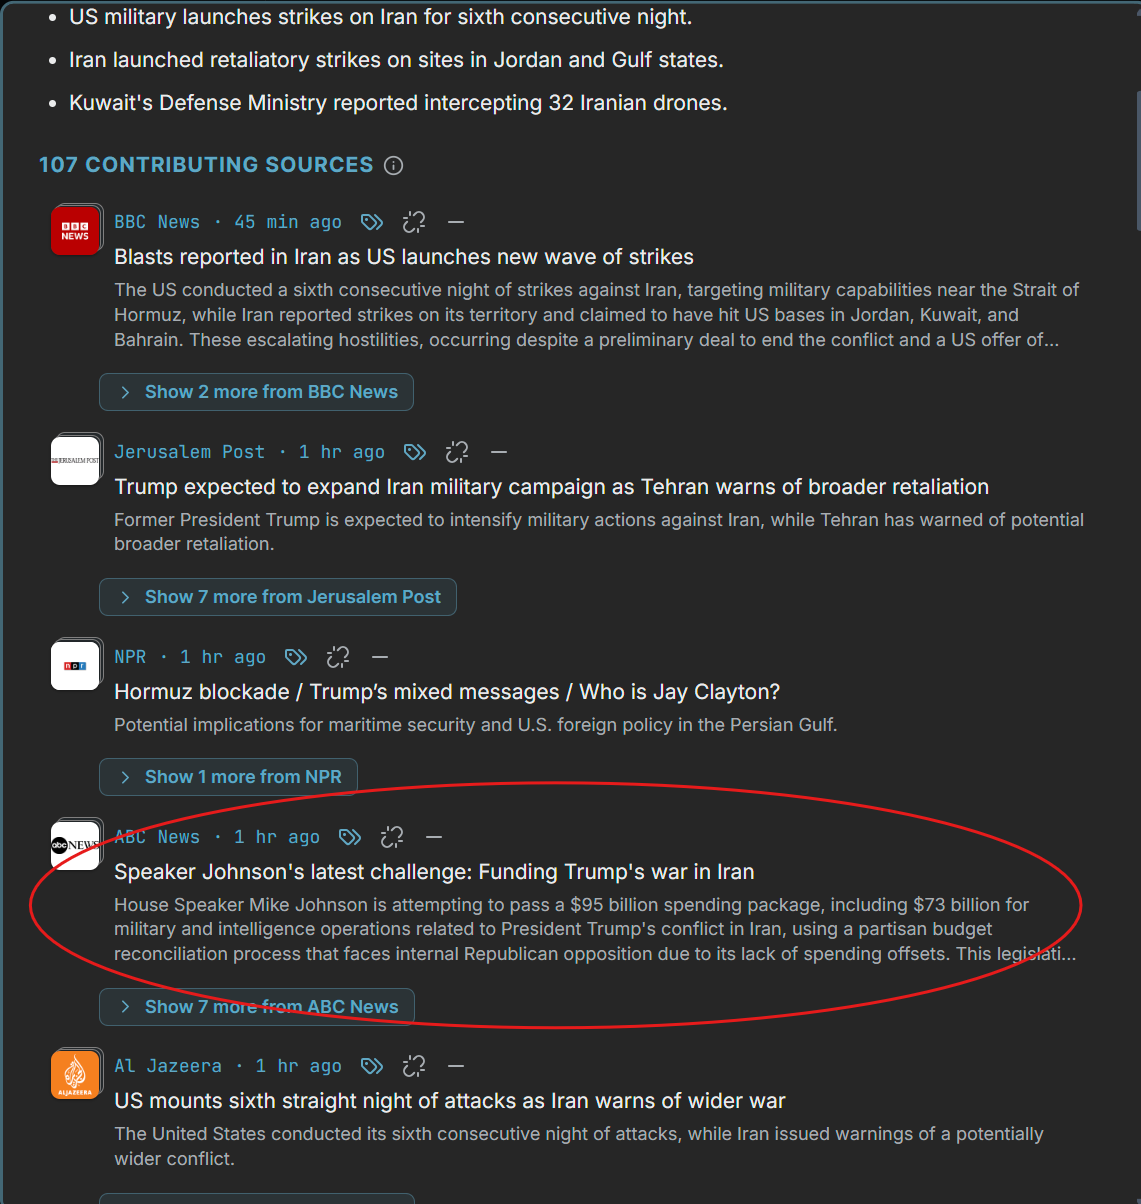 US military launches strikes on Iran for sixth consecutive night.
Iran launched retaliatory strikes on sites in Jordan and Gulf states.
Kuwait's Defense Ministry reported intercepting 32 Iranian drones.
107 CONTRIBUTING SOURCES
BBC NEWS
BBC News · 45 min ago
Blasts reported in Iran as US launches new wave of strikes
The US conducted a sixth consecutive night of strikes against Iran, targeting military capabilities near the Strait of
Hormuz, while Iran reported strikes on its territory and claimed to have hit US bases in Jordan, Kuwait, and
Bahrain. These escalating hostilities, occurring despite a preliminary deal to end the conflict and a US offer of...
Show 2 more from BBC News
THE JERUSALEM POST
Jerusalem Post · 1 hr ago
Trump expected to expand Iran military campaign as Tehran warns of broader retaliation
Former President Trump is expected to intensify military actions against Iran, while Tehran has warned of potential
broader retaliation.
Show 7 more from Jerusalem Post
npr
NPR · 1 hr ago
Hormuz blockade / Trump’s mixed messages / Who is Jay Clayton?
Potential implications for maritime security and U.S. foreign policy in the Persian Gulf.
Show 1 more from NPR
abc NEWS
ABC News · 1 hr ago
Speaker Johnson's latest challenge: Funding Trump's war in Iran
House Speaker Mike Johnson is attempting to pass a $95 billion spending package, including $73 billion for
military and intelligence operations related to President Trump's conflict in Iran, using a partisan budget
reconciliation process that faces internal Republican opposition due to its lack of spending offsets. This legislati...
Show 7 more from ABC News
ALJAZEERA
Al Jazeera · 1 hr ago
US mounts sixth straight night of attacks as Iran warns of wider war
The United States conducted its sixth consecutive night of attacks, while Iran issued warnings of a potentially
wider conflict.